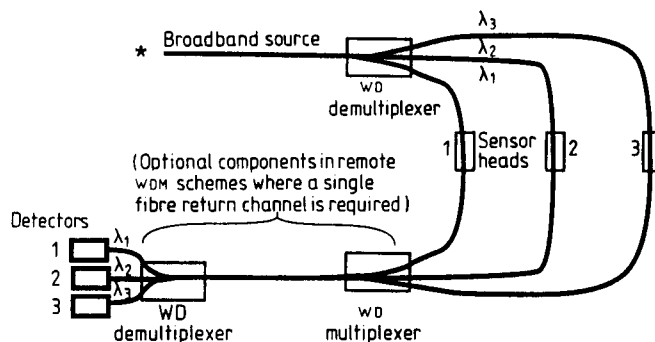 * Broadband source
λ3
λ2
λ1
WD
demultiplexer
1 Sensor 2 3
heads
(Optional components in remote
WDM schemes where a single
fibre return channel is required)
Detectors
1 λ1
2 λ2
3 λ3
WD
demultiplexer
WD
multiplexer